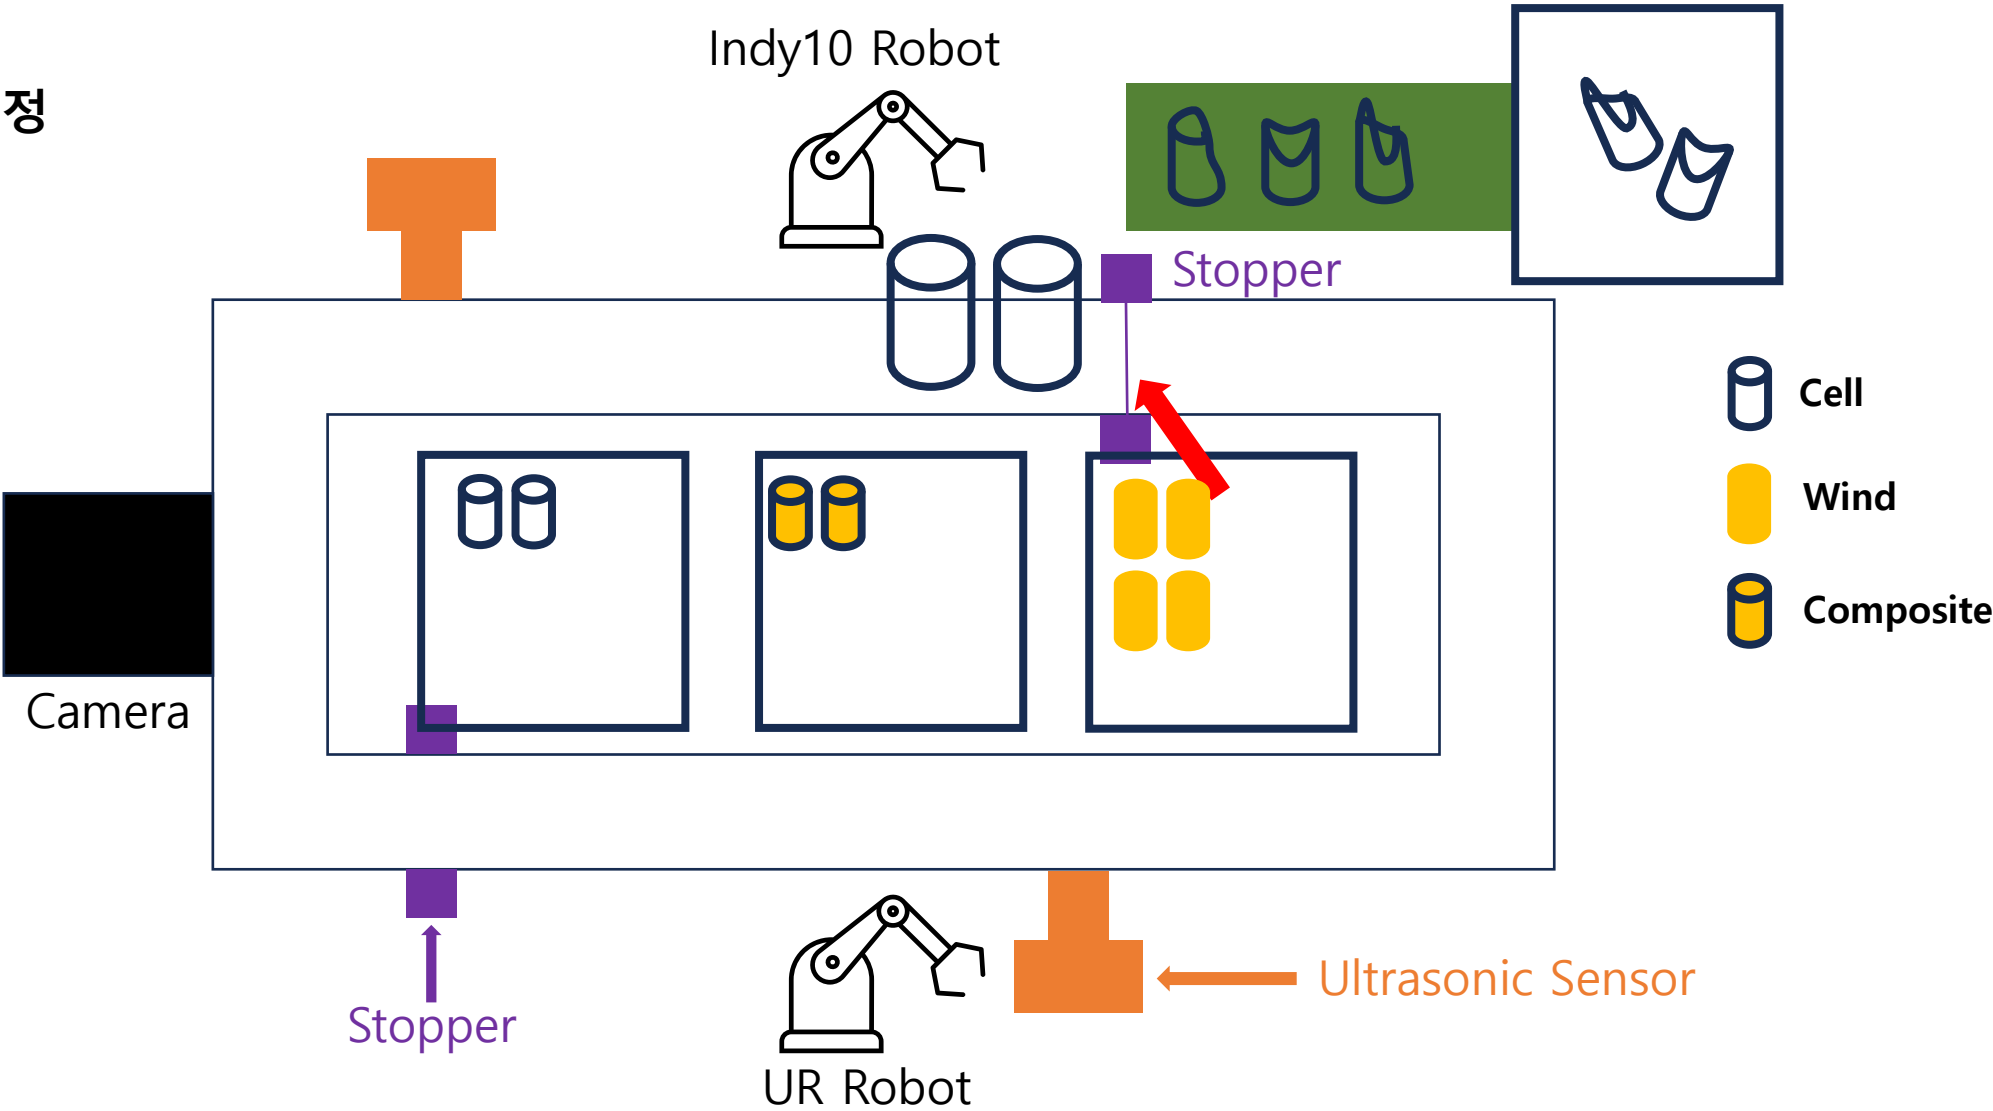 Indy10 Robot
정
Stopper
Cell
Wind
Composite
Camera
Ultrasonic Sensor
Stopper
UR Robot